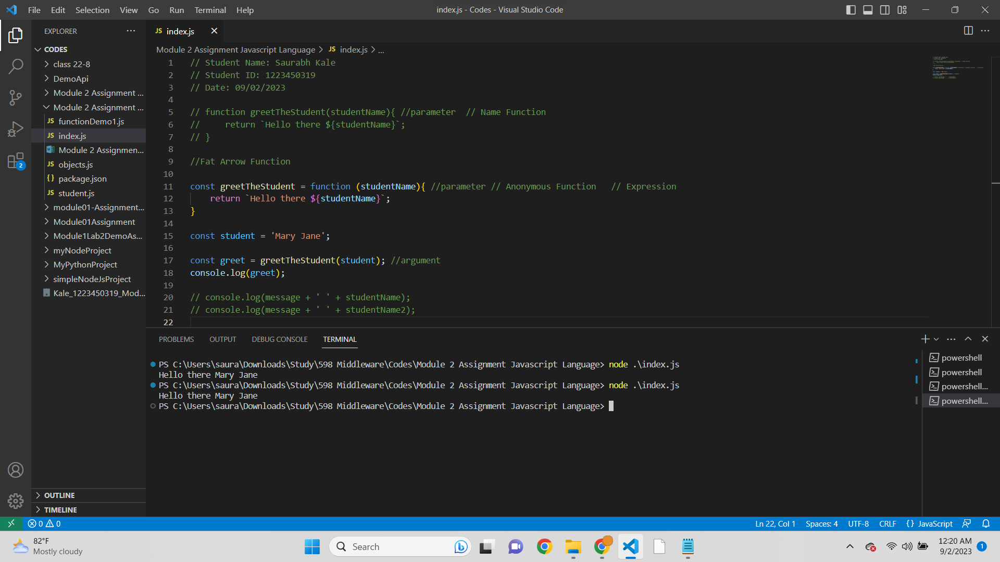 File Edit Selection View Go Run Terminal Help
index.js - Codes - Visual Studio Code
EXPLORER
CODES
class 22-8
DemoApi
Module 2 Assignment ...
Module 2 Assignment ...
JS functionDemo1.js
JS index.js
Module 2 Assignmen...
JS objects.js
{} package.json
JS student.js
module01-Assignment...
Module01Assignment
Module1Lab2DemoAs...
myNodeProject
MyPythonProject
simpleNodeJsProject
Kale_1223450319_Mod...
OUTLINE
TIMELINE
2
JS index.js
Module 2 Assignment Javascript Language > JS index.js > ...
1 // Student Name: Saurabh Kale
2 // Student ID: 1223450319
3 // Date: 09/02/2023
4
5 // function greetTheStudent(studentName){ //parameter  // Name Function
6 //     return `Hello there ${studentName}`;
7 // }
8
9 //Fat Arrow Function
10
11 const greetTheStudent = function (studentName){ //parameter // Anonymous Function   // Expression
12     return `Hello there ${studentName}`;
13 }
14
15 const student = 'Mary Jane';
16
17 const greet = greetTheStudent(student); //argument
18 console.log(greet);
19
20 // console.log(message + ' ' + studentName);
21 // console.log(message + ' ' + studentName2);
22
PROBLEMS OUTPUT DEBUG CONSOLE TERMINAL
PS C:\Users\saura\Downloads\Study\598 Middleware\Codes\Module 2 Assignment Javascript Language> node .\index.js
Hello there Mary Jane
PS C:\Users\saura\Downloads\Study\598 Middleware\Codes\Module 2 Assignment Javascript Language> node .\index.js
Hello there Mary Jane
PS C:\Users\saura\Downloads\Study\598 Middleware\Codes\Module 2 Assignment Javascript Language>
powershell
powershell
powershell...
powershell...
0 0
Ln 22, Col 1 Spaces: 4 UTF-8 CRLF {} JavaScript
82°F
Mostly cloudy
Search
12:20 AM
9/2/2023
1